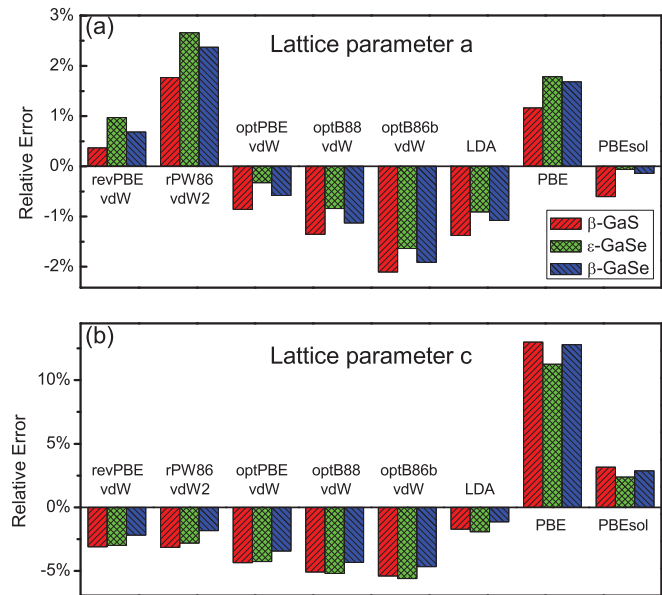 3%
(a)
Lattice parameter a
2%
1%
optPBE
vdW
optB88
vdW
optB86b
vdW
LDA
PBEsol
0%
revPBE
vdW
rPW86
vdW2
PBE
-1%
-2%
Relative Error
β-GaS
ε-GaSe
β-GaSe
(b)
Lattice parameter c
10%
5%
revPBE
vdW
rPW86
vdW2
optPBE
vdW
optB88
vdW
optB86b
vdW
LDA
0%
PBE
PBEsol
-5%
Relative Error